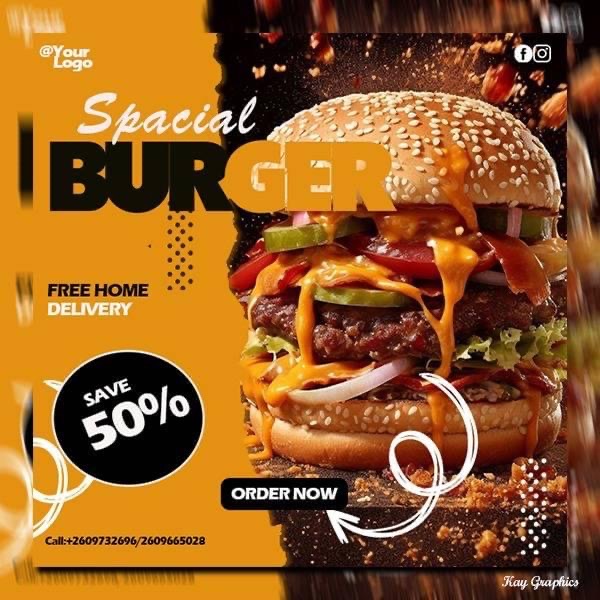 @Your
Logo
Spacial
BURGER
FREE HOME
DELIVERY
SAVE
50%
ORDER NOW
Call:+2609732696/2609665028
Kay Graphics